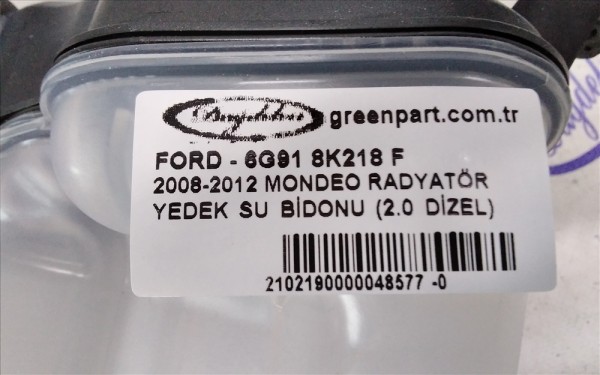 greenpart.com.tr
FORD - 6G91 8K218 F
2008-2012 MONDEO RADYATÖR
YEDEK SU BİDONU (2.0 DİZEL)
2102190000048577 -0